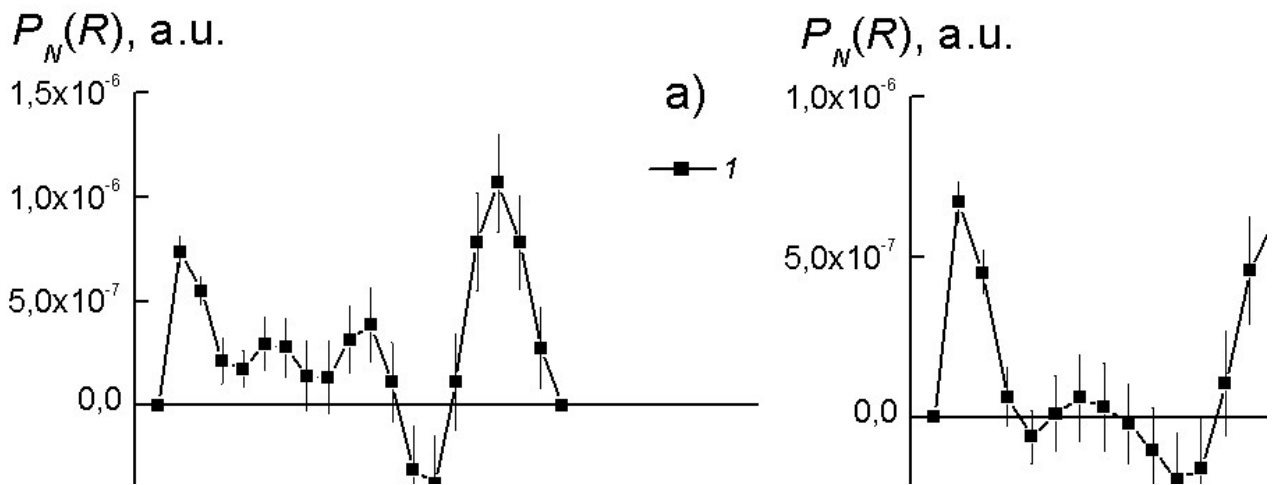 P_N(R), a.u.
1,5x10⁻⁶
a)
1
1,0x10⁻⁶
5,0x10⁻⁷
0,0
P_N(R), a.u.
1,0x10⁻⁶
5,0x10⁻⁷
0,0